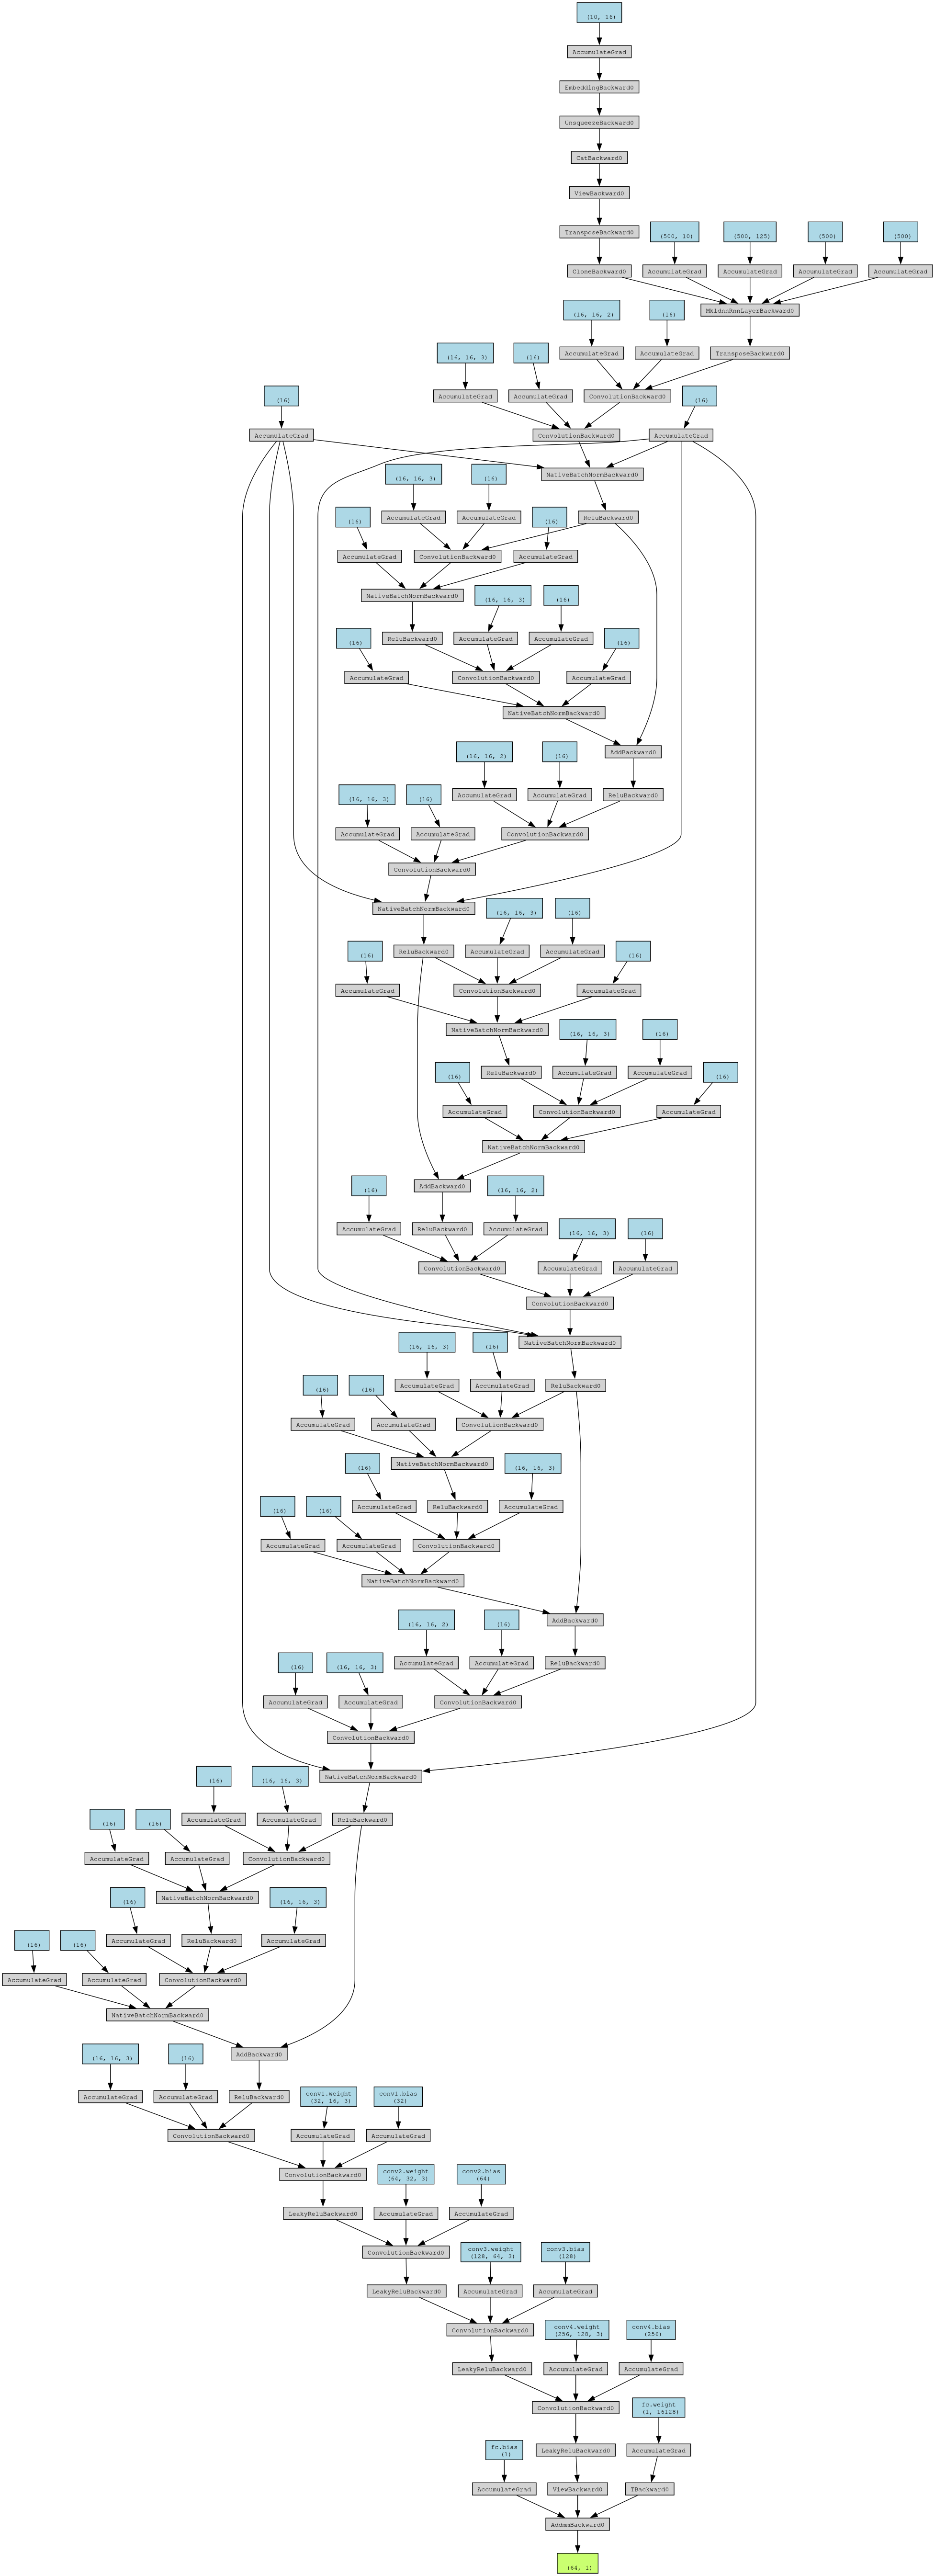 (10, 16)
AccumulateGrad
EmbeddingBackward0
UnsqueezeBackward0
CatBackward0
ViewBackward0
TransposeBackward0
(500, 10)
(500, 125)
(500)
(500)
CloneBackward0
AccumulateGrad
AccumulateGrad
AccumulateGrad
AccumulateGrad
(16, 16, 2)
(16)
MkldnnRnnLayerBackward0
(16, 16, 3)
(16)
AccumulateGrad
AccumulateGrad
TransposeBackward0
(16)
AccumulateGrad
AccumulateGrad
ConvolutionBackward0
(16)
AccumulateGrad
ConvolutionBackward0
AccumulateGrad
(16, 16, 3)
(16)
NativeBatchNormBackward0
(16)
AccumulateGrad
AccumulateGrad
(16)
ReluBackward0
AccumulateGrad
ConvolutionBackward0
AccumulateGrad
NativeBatchNormBackward0
(16, 16, 3)
(16)
(16)
ReluBackward0
AccumulateGrad
AccumulateGrad
(16)
AccumulateGrad
ConvolutionBackward0
AccumulateGrad
NativeBatchNormBackward0
(16, 16, 2)
(16)
AddBackward0
(16, 16, 3)
(16)
AccumulateGrad
AccumulateGrad
ReluBackward0
AccumulateGrad
AccumulateGrad
ConvolutionBackward0
ConvolutionBackward0
NativeBatchNormBackward0
(16, 16, 3)
(16)
(16)
ReluBackward0
AccumulateGrad
AccumulateGrad
(16)
AccumulateGrad
ConvolutionBackward0
AccumulateGrad
NativeBatchNormBackward0
(16, 16, 3)
(16)
(16)
ReluBackward0
AccumulateGrad
AccumulateGrad
(16)
AccumulateGrad
ConvolutionBackward0
AccumulateGrad
NativeBatchNormBackward0
(16)
AddBackward0
(16, 16, 2)
AccumulateGrad
ReluBackward0
AccumulateGrad
(16, 16, 3)
(16)
ConvolutionBackward0
AccumulateGrad
AccumulateGrad
ConvolutionBackward0
(16, 16, 3)
(16)
NativeBatchNormBackward0
(16)
(16)
AccumulateGrad
AccumulateGrad
ReluBackward0
AccumulateGrad
AccumulateGrad
ConvolutionBackward0
(16)
NativeBatchNormBackward0
(16, 16, 3)
(16)
(16)
AccumulateGrad
ReluBackward0
AccumulateGrad
AccumulateGrad
AccumulateGrad
ConvolutionBackward0
NativeBatchNormBackward0
(16, 16, 2)
(16)
AddBackward0
(16)
(16, 16, 3)
AccumulateGrad
AccumulateGrad
ReluBackward0
AccumulateGrad
AccumulateGrad
ConvolutionBackward0
ConvolutionBackward0
(16)
(16, 16, 3)
NativeBatchNormBackward0
(16)
(16)
AccumulateGrad
AccumulateGrad
ReluBackward0
AccumulateGrad
AccumulateGrad
ConvolutionBackward0
(16)
NativeBatchNormBackward0
(16, 16, 3)
(16)
(16)
AccumulateGrad
ReluBackward0
AccumulateGrad
AccumulateGrad
AccumulateGrad
ConvolutionBackward0
NativeBatchNormBackward0
(16, 16, 3)
(16)
AddBackward0
AccumulateGrad
AccumulateGrad
ReluBackward0
conv1.weight
(32, 16, 3)
conv1.bias
(32)
ConvolutionBackward0
AccumulateGrad
AccumulateGrad
ConvolutionBackward0
conv2.weight
(64, 32, 3)
conv2.bias
(64)
LeakyReluBackward0
AccumulateGrad
AccumulateGrad
ConvolutionBackward0
conv3.weight
(128, 64, 3)
conv3.bias
(128)
LeakyReluBackward0
AccumulateGrad
AccumulateGrad
ConvolutionBackward0
conv4.weight
(256, 128, 3)
conv4.bias
(256)
LeakyReluBackward0
AccumulateGrad
AccumulateGrad
ConvolutionBackward0
fc.weight
(1, 16128)
fc.bias
(1)
LeakyReluBackward0
AccumulateGrad
AccumulateGrad
ViewBackward0
TBackward0
AddmmBackward0
(64, 1)